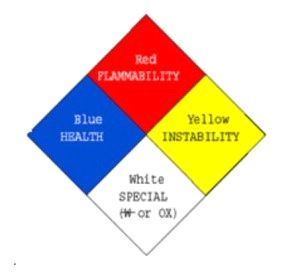 Red
FLAMMABILITY
Blue
HEALTH
Yellow
INSTABILITY
White
SPECIAL
(W or OX)